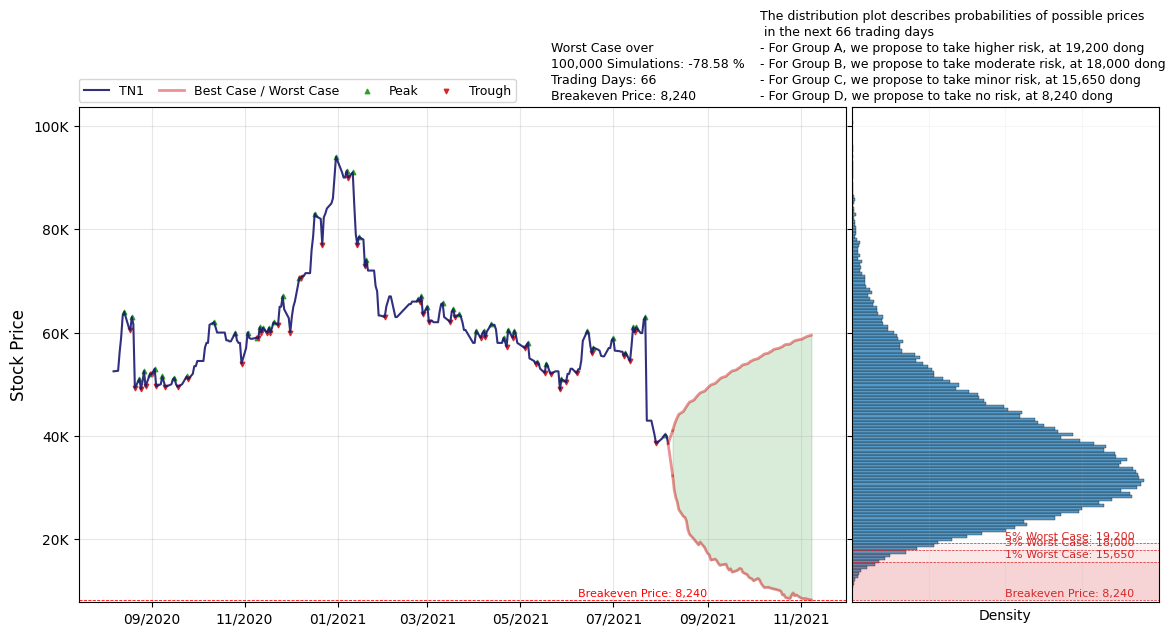 The distribution plot describes probabilities of possible prices
in the next 66 trading days
- For Group A, we propose to take higher risk, at 19,200 dong
- For Group B, we propose to take moderate risk, at 18,000 dong
- For Group C, we propose to take minor risk, at 15,650 dong
- For Group D, we propose to take no risk, at 8,240 dong
Worst Case over
100,000 Simulations: -78.58 %
Trading Days: 66
Breakeven Price: 8,240
TN1
Best Case / Worst Case
Peak
Trough
Stock Price
100K
80K
60K
40K
20K
Breakeven Price: 8,240
09/2020
11/2020
01/2021
03/2021
05/2021
07/2021
09/2021
11/2021
5% Worst Case: 19,200
3% Worst Case: 18,000
1% Worst Case: 15,650
Breakeven Price: 8,240
Density